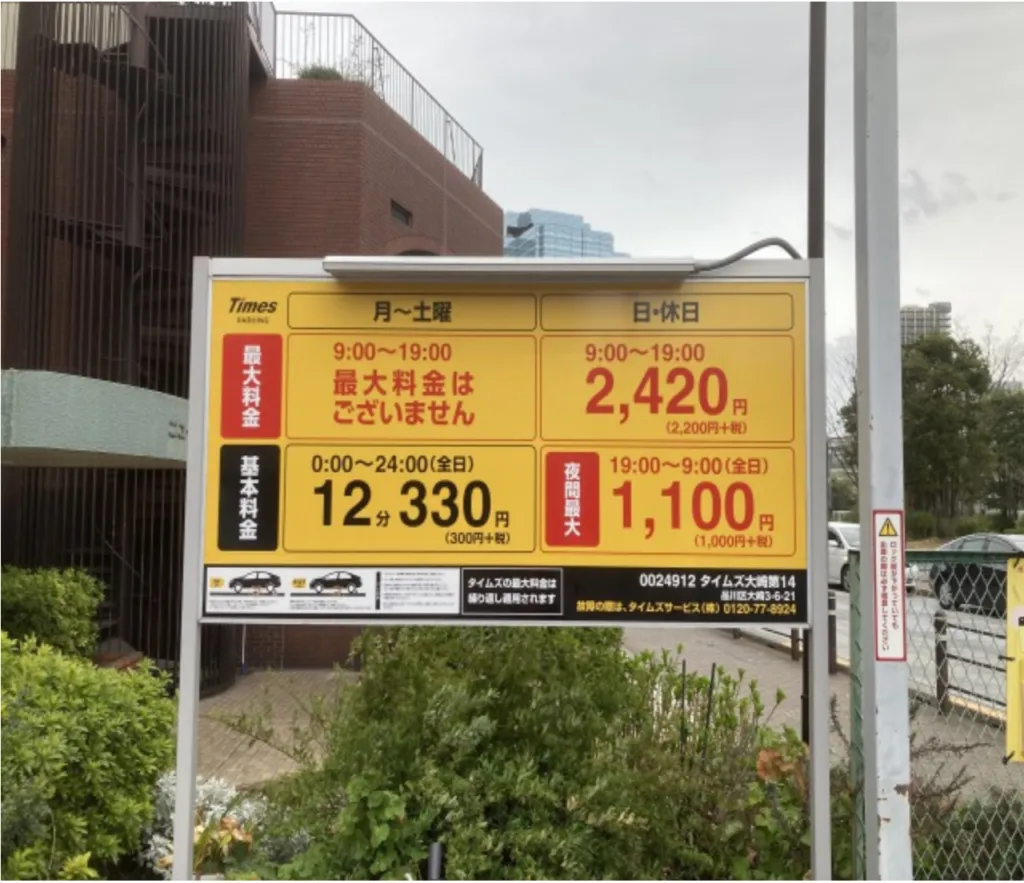 Times
PARKING
月～土曜
日・休日
最大料金
9:00～19:00
最大料金は
ございません
9:00～19:00
2,420円
(2,200円+税)
基本料金
0:00～24:00(全日)
12分 330円
(300円+税)
夜間最大
19:00～9:00(全日)
1,100円
(1,000円+税)
タイムズの最大料金は
繰り返し適用されます
0024912 タイムズ大崎第14
品川区大崎3-6-21
故障の際は、タイムズサービス(株) 0120-77-8924